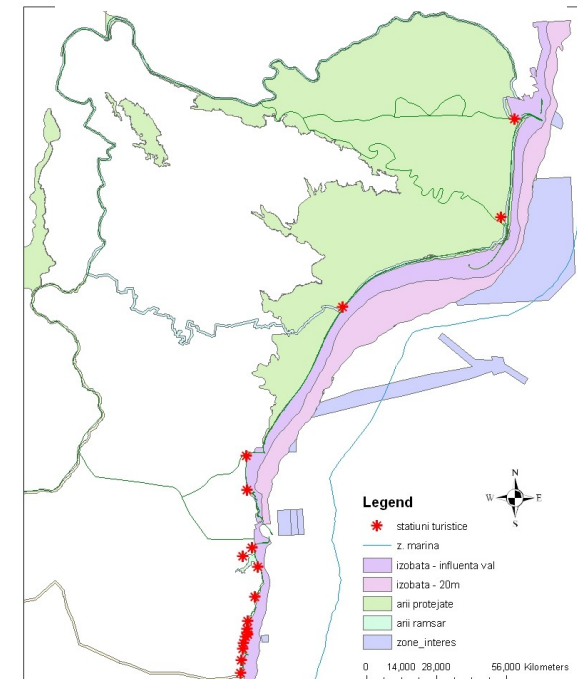 N
W E
S
Legend
statiuni turistice
z. marina
izobata - influenta val
izobata - 20m
arii protejate
arii ramsar
zone_interes
0 14,000 28,000 56,000 Kilometers